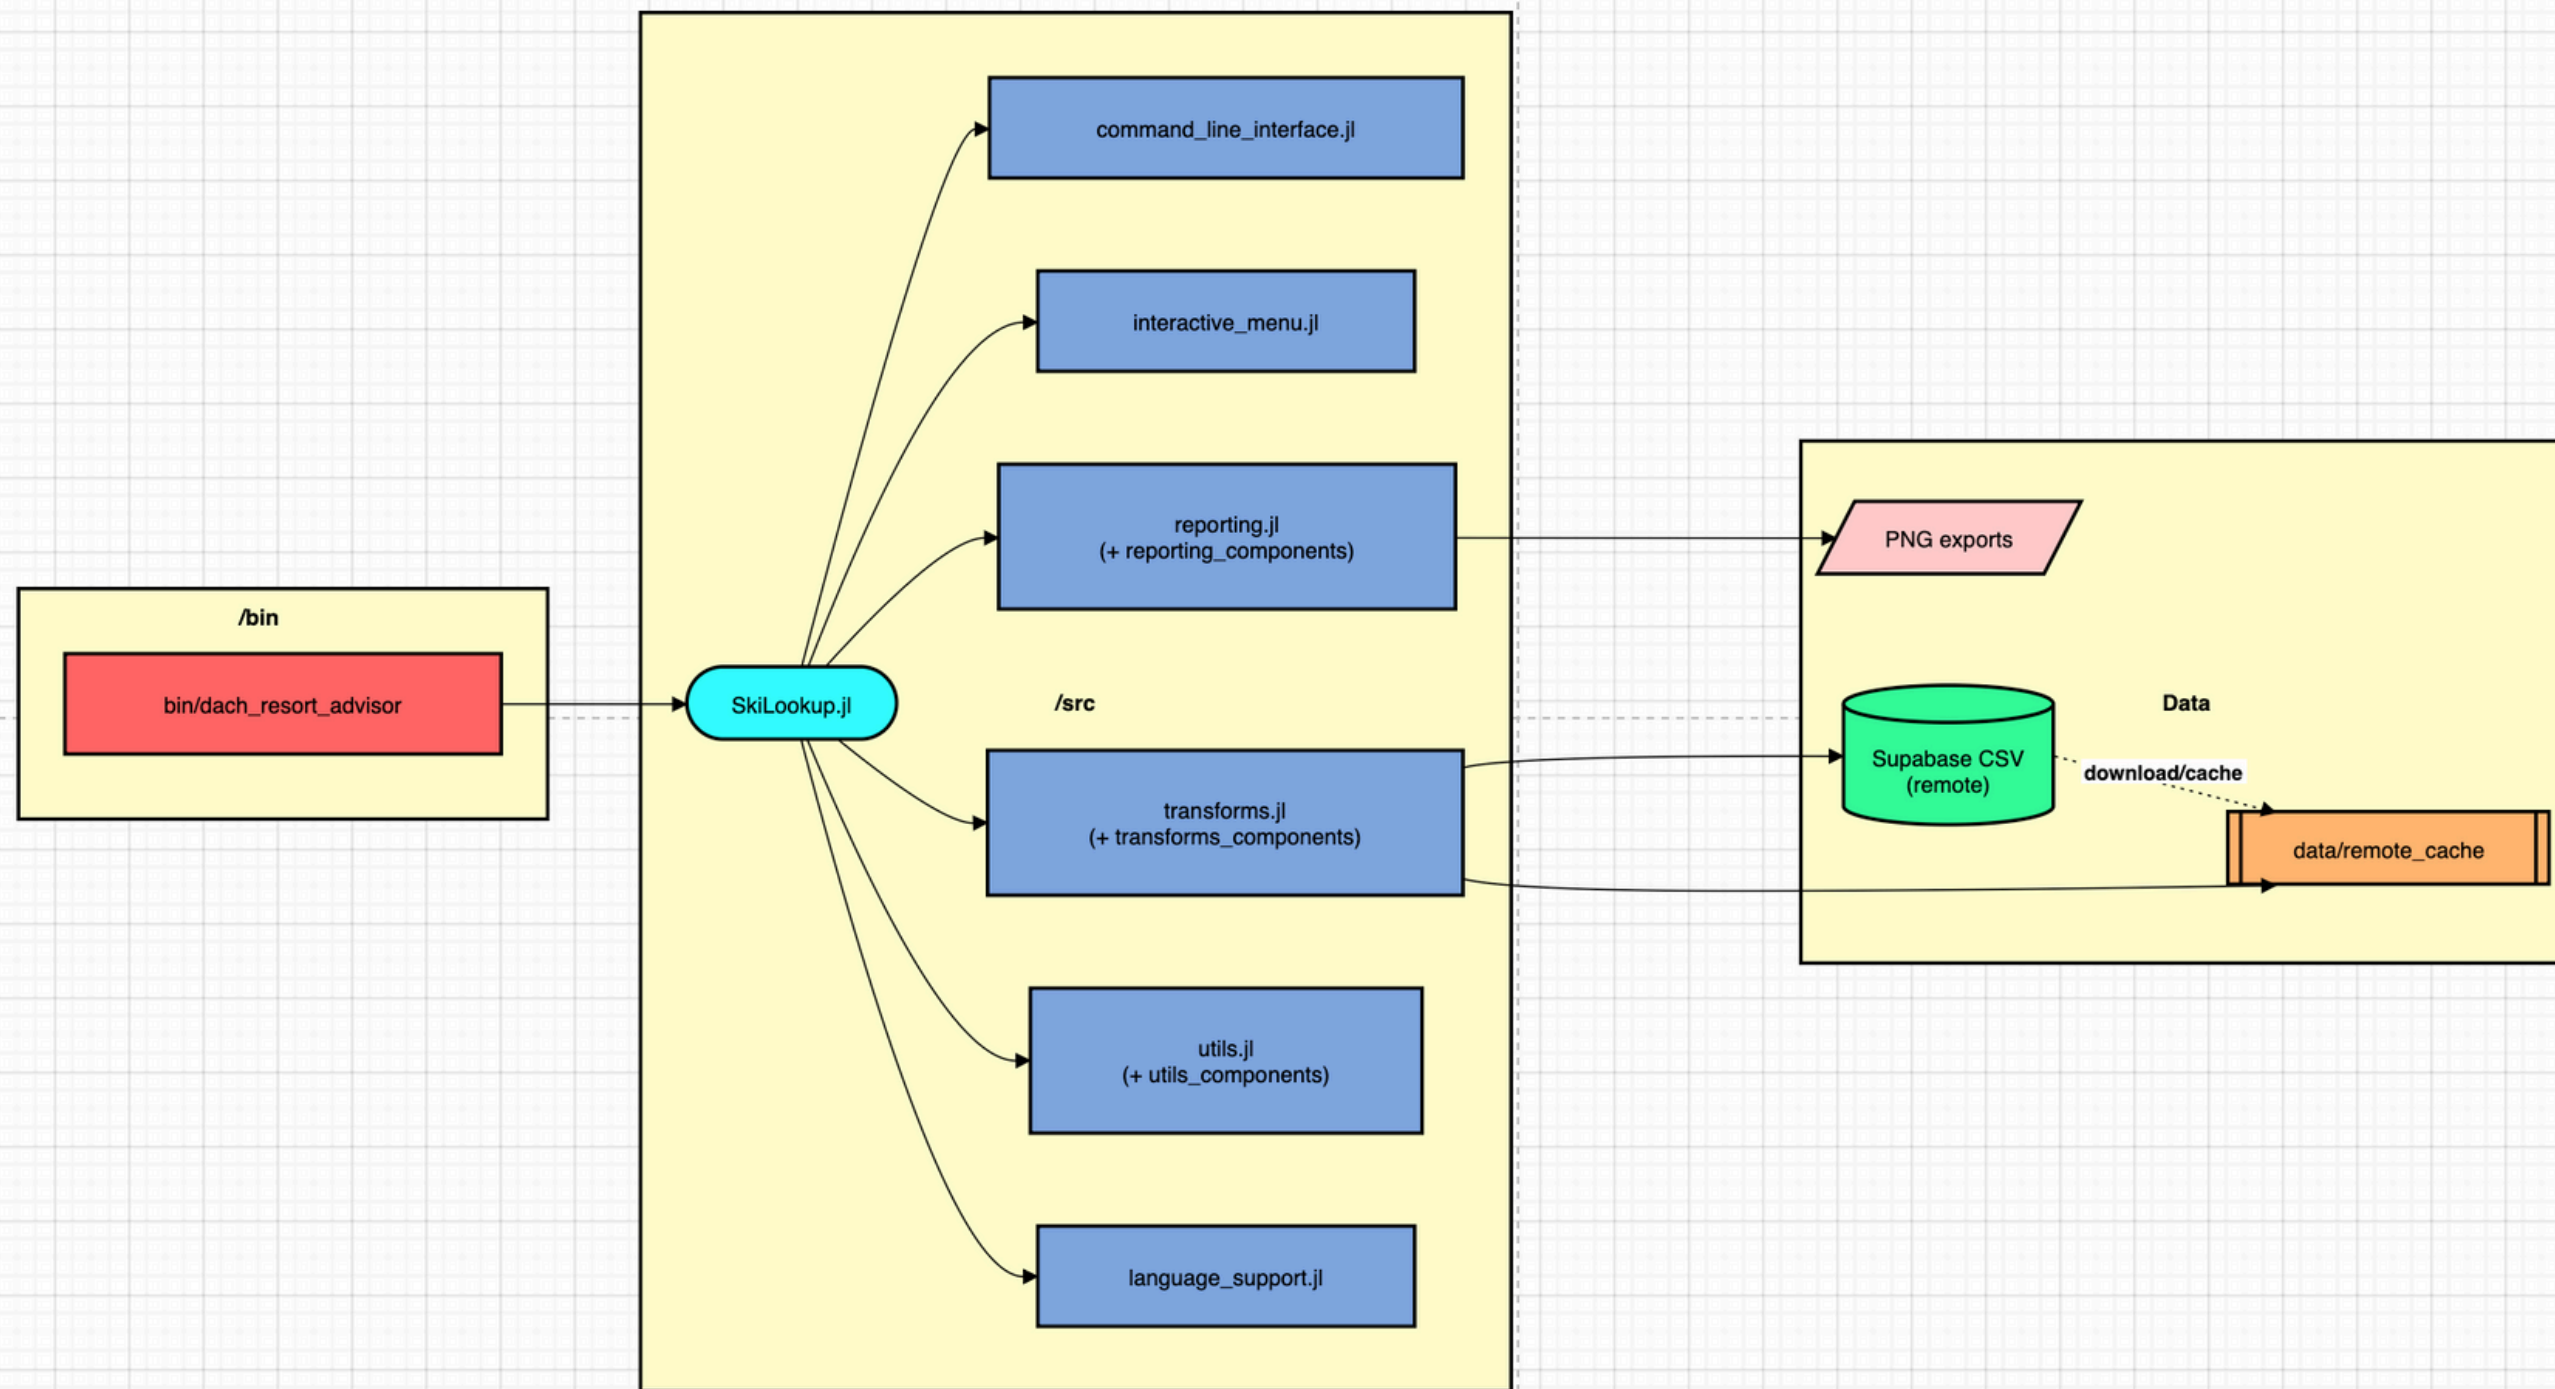 /bin
bin/dach_resort_advisor
SkiLookup.jl
/src
command_line_interface.jl
interactive_menu.jl
reporting.jl
(+ reporting_components)
transforms.jl
(+ transforms_components)
utils.jl
(+ utils_components)
language_support.jl
PNG exports
Data
Supabase CSV
(remote)
download/cache
data/remote_cache